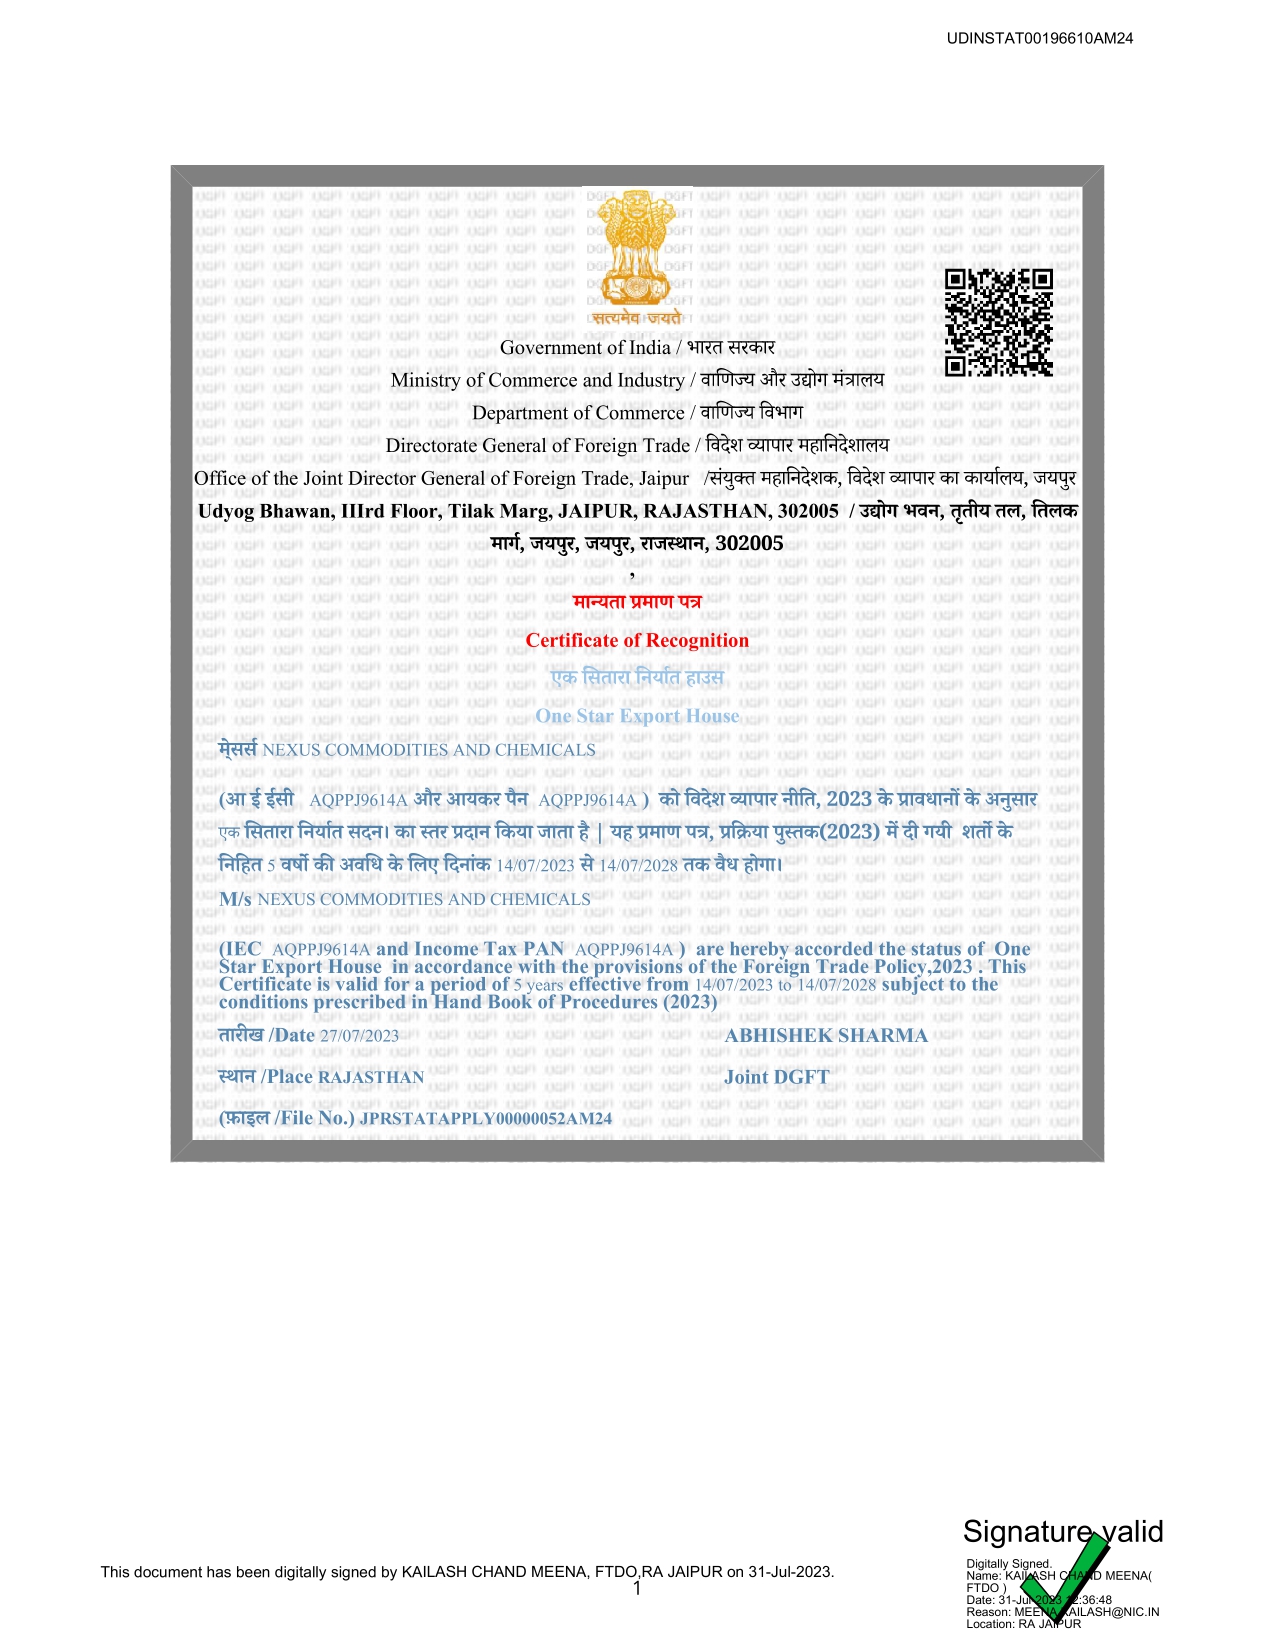 UDINSTAT00196610AM24
सत्यमेव जयते
Government of India / भारत सरकार
Ministry of Commerce and Industry / वाणिज्य और उद्योग मंत्रालय
Department of Commerce / वाणिज्य विभाग
Directorate General of Foreign Trade / विदेश व्यापार महानिदेशालय
Office of the Joint Director General of Foreign Trade, Jaipur /संयुक्त महानिदेशक, विदेश व्यापार का कार्यालय, जयपुर
Udyog Bhawan, IIIrd Floor, Tilak Marg, JAIPUR, RAJASTHAN, 302005 / उद्योग भवन, तृतीय तल, तिलक
मार्ग, जयपुर, जयपुर, राजस्थान, 302005
,
मान्यता प्रमाण पत्र
Certificate of Recognition
एक सितारा निर्यात हाउस
One Star Export House
मे्सर्स NEXUS COMMODITIES AND CHEMICALS
(आ ई ईसी AQPPJ9614A और आयकर पैन AQPPJ9614A ) को विदेश व्यापार नीति, 2023 के प्रावधानों के अनुसार
एक सितारा निर्यात सदन। का स्तर प्रदान किया जाता है | यह प्रमाण पत्र, प्रक्रिया पुस्तक(2023) में दी गयी शर्तो के
निहित 5 वर्षो की अवधि के लिए दिनांक 14/07/2023 से 14/07/2028 तक वैध होगा।
M/s NEXUS COMMODITIES AND CHEMICALS
(IEC AQPPJ9614A and Income Tax PAN AQPPJ9614A ) are hereby accorded the status of One
Star Export House in accordance with the provisions of the Foreign Trade Policy,2023 . This
Certificate is valid for a period of 5 years effective from 14/07/2023 to 14/07/2028 subject to the
conditions prescribed in Hand Book of Procedures (2023)
तारीख /Date 27/07/2023 ABHISHEK SHARMA
स्थान /Place RAJASTHAN Joint DGFT
(फ़ाइल /File No.) JPRSTATAPPLY00000052AM24
Signature valid
Digitally Signed.
Name: KAILASH CHAND MEENA(
FTDO )
Date: 31-Jul-2023 12:36:48
Reason: MEENA.KAILASH@NIC.IN
Location: RA JAIPUR
This document has been digitally signed by KAILASH CHAND MEENA, FTDO,RA JAIPUR on 31-Jul-2023.
1